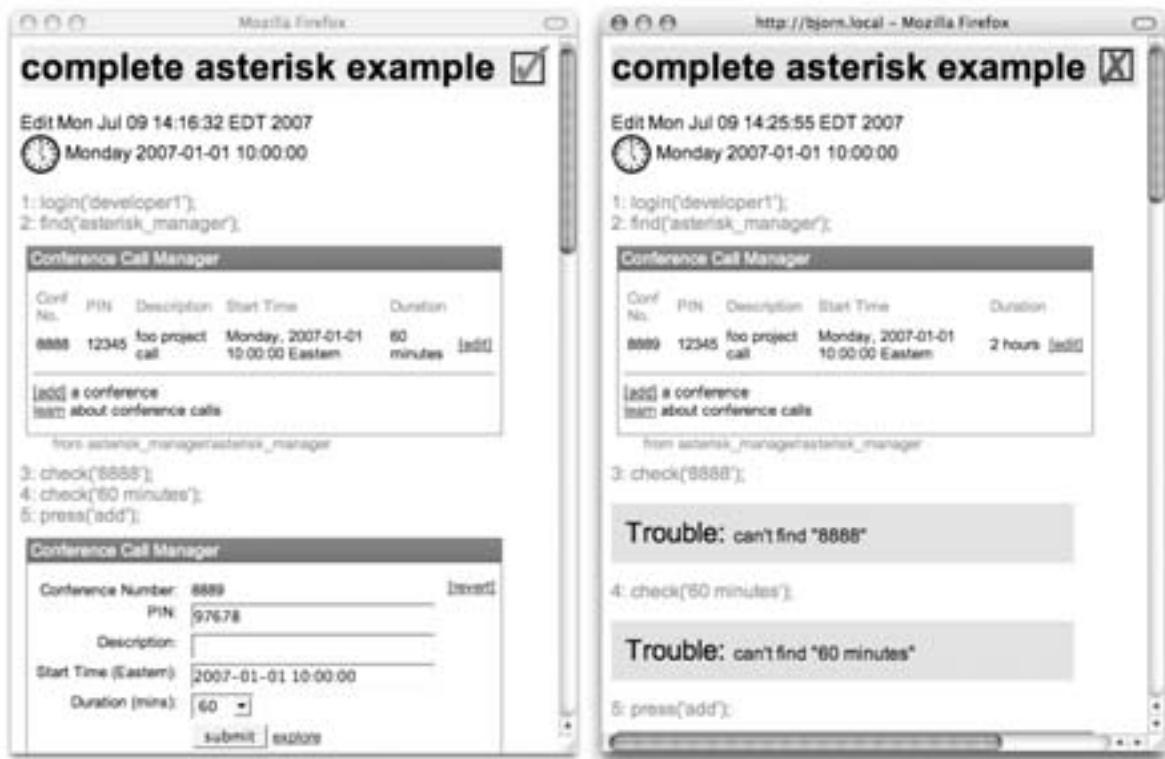 Mozilla Firefox
complete asterisk example
Edit Mon Jul 09 14:16:32 EDT 2007
Monday 2007-01-01 10:00:00
1: login('developer1');
2: find('asterisk_manager');
Conference Call Manager
Conf No. PIN Description Start Time Duration
8888 12345 foo project call Monday, 2007-01-01 10:00:00 Eastern 60 minutes [edit]
[add] a conference
learn about conference calls
from asterisk_manager/asterisk_manager
3: check('8888');
4: check('60 minutes');
5: press('add');
Conference Call Manager
Conference Number: 8889 [revert]
PIN: 97678
Description:
Start Time (Eastern): 2007-01-01 10:00:00
Duration (mins): 60
submit explore
http://bjorn.local - Mozilla Firefox
complete asterisk example
Edit Mon Jul 09 14:25:55 EDT 2007
Monday 2007-01-01 10:00:00
1: login('developer1');
2: find('asterisk_manager');
Conference Call Manager
Conf No. PIN Description Start Time Duration
8889 12345 foo project call Monday, 2007-01-01 10:00:00 Eastern 2 hours [edit]
[add] a conference
learn about conference calls
from asterisk_manager/asterisk_manager
3: check('8888');
Trouble: can't find "8888"
4: check('60 minutes');
Trouble: can't find "60 minutes"
5: press('add');